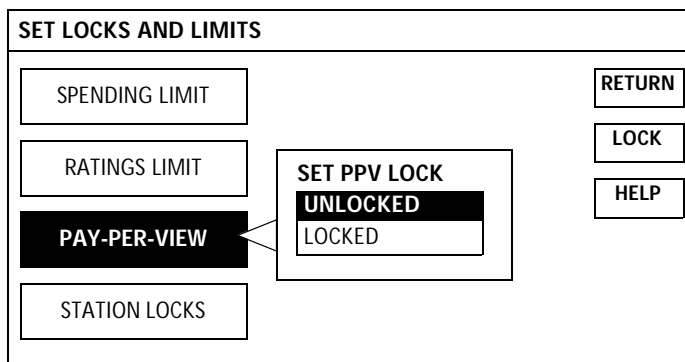 SET LOCKS AND LIMITS
SPENDING LIMIT
RATINGS LIMIT
PAY-PER-VIEW
STATION LOCKS
SET PPV LOCK
UNLOCKED
LOCKED
RETURN
LOCK
HELP